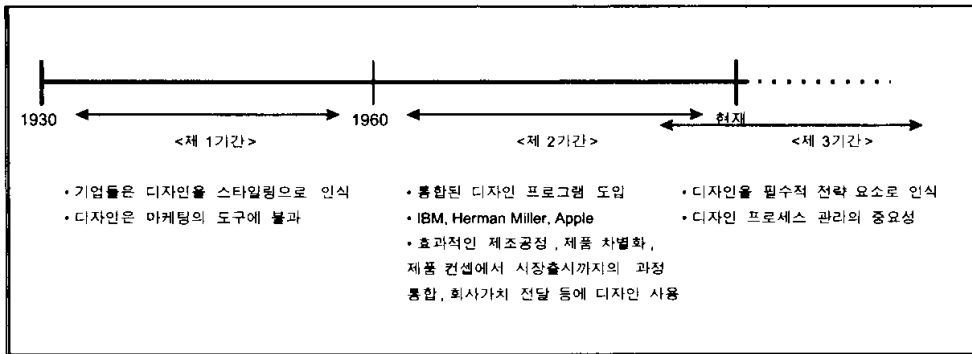 1930
1960
현재
<제 1기간>
<제 2기간>
<제 3기간>
• 기업들은 디자인을 스타일링으로 인식
• 디자인은 마케팅의 도구에 불과
• 통합된 디자인 프로그램 도입
• IBM, Herman Miller, Apple
• 효과적인 제조공정, 제품 차별화,
제품 컨셉에서 시장출시까지의 과정
통합, 회사가치 전달 등에 디자인 사용
• 디자인을 필수적 전략 요소로 인식
• 디자인 프로세스 관리의 중요성